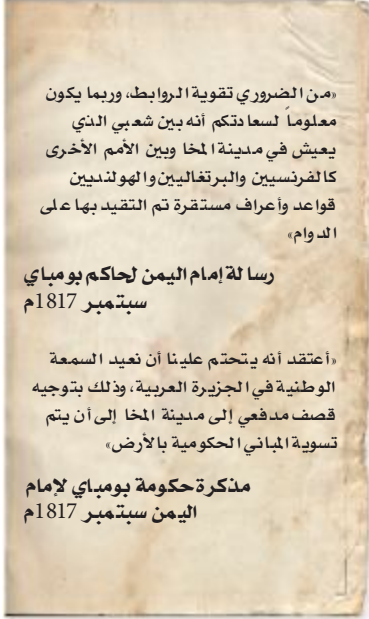 «من الضروري تقوية الروابط، وربما يكون
معلوماً لسعادتكم أنه بين شعبي الذي
يعيش في مدينة المخا وبين الأمم الأخرى
كالفرنسيين والبرتغاليين والهولنديين
قواعد وأعراف مستقرة تم التقيد بها على
الدوام»
رسالة إمام اليمن لحاكم بومباي
سبتمبر 1817م
«أعتقد أنه يتحتم علينا أن نعيد السمعة
الوطنية في الجزيرة العربية، وذلك بتوجيه
قصف مدفعي إلى مدينة المخا إلى أن يتم
تسوية المباني الحكومية بالأرض»
مذكرة حكومة بومباي لإمام
اليمن سبتمبر 1817م